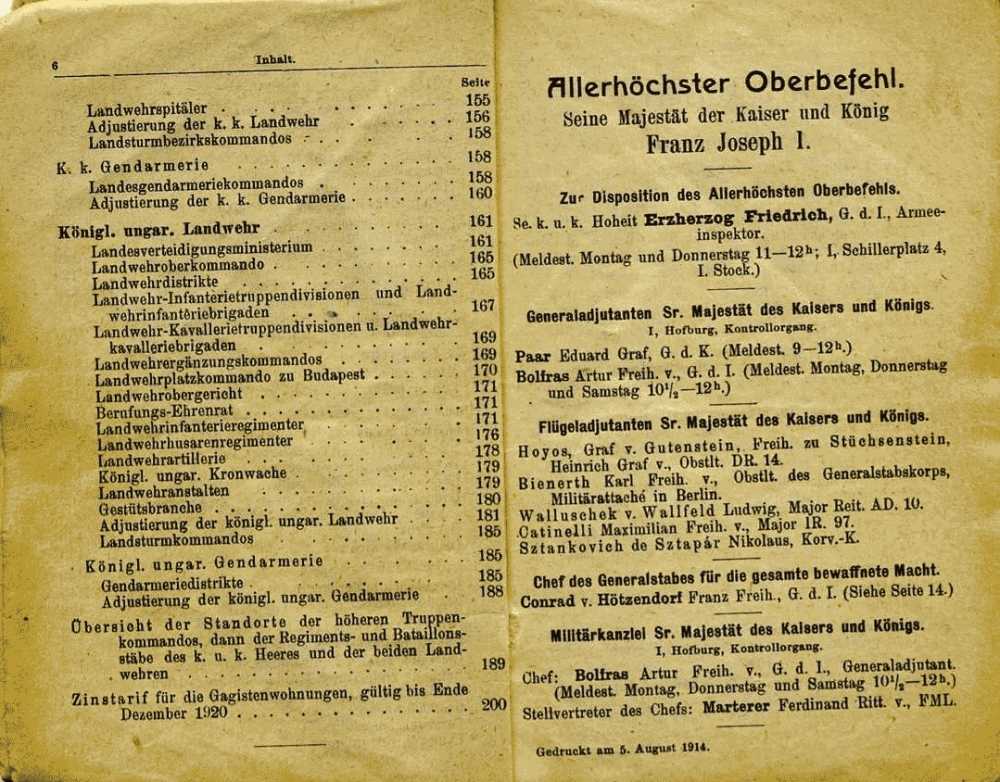 6
Inhalt.
Seite
Landwehrspitäler . . . . . . . . . . 155
Adjustierung der k. k. Landwehr . . . . . 156
Landsturmbezirkskommandos . . . . . . 158
K. k. Gendarmerie . . . . . . . . . 158
Landesgendarmeriekommandos . . . . . . 158
Adjustierung der k. k. Gendarmerie . . . . . . 160
Königl. ungar. Landwehr . . . . . . . 161
Landesverteidigungsministerium . . . . . . 161
Landwehroberkommando . . . . . . . . 165
Landwehrdistrikte . . . . . . . . . 165
Landwehr-Infanterietruppendivisionen und Land-
wehrinfanteriebrigaden . . . . . . . 167
Landwehr-Kavallerietruppendivisionen u. Landwehr-
kavalleriebrigaden . . . . . . . . 169
Landwehrergänzungskommandos . . . . . . 169
Landwehrplatzkommando zu Budapest . . . . . . 170
Landwehrobergericht . . . . . . . . 171
Berufungs-Ehrenrat . . . . . . . . . 171
Landwehrinfanterieregimenter . . . . . . 171
Landwehrhusarenregimenter . . . . . . . 176
Landwehrartillerie . . . . . . . . . 178
Königl. ungar. Kronwache . . . . . . . 179
Landwehranstalten . . . . . . . . . 179
Gestütsbranche . . . . . . . . . . 180
Adjustierung der königl. ungar. Landwehr . . . . 181
Landsturmkommandos . . . . . . . . 185
Königl. ungar. Gendarmerie . . . . . . 185
Gendarmeriedistrikte . . . . . . . . 185
Adjustierung der königl. ungar. Gendarmerie . . 188
Übersicht der Standorte der höheren Truppen-
kommandos, dann der Regiments- und Bataillons-
stäbe des k. u. k. Heeres und der beiden Land-
wehren . . . . . . . . . . . . 189
Zinstarif für die Gagistenwohnungen, gültig bis Ende
Dezember 1920 . . . . . . . . . . 200
Allerhöchster Oberbefehl.
Seine Majestät der Kaiser und König
Franz Joseph I.
Zur Disposition des Allerhöchsten Oberbefehls.
Se. k. u. k. Hoheit Erzherzog Friedrich, G. d. I., Armee-
inspektor.
(Meldest. Montag und Donnerstag 11—12h; I, Schillerplatz 4,
I. Stock.)
Generaladjutanten Sr. Majestät des Kaisers und Königs.
I, Hofburg, Kontrollorgang.
Paar Eduard Graf, G. d. K. (Meldest. 9—12h.)
Bolfras Artur Freih. v., G. d. I. (Meldest. Montag, Donnerstag
und Samstag 10½—12h.)
Flügeladjutanten Sr. Majestät des Kaisers und Königs.
Hoyos, Graf v. Gutenstein, Freih. zu Stüchsenstein,
Heinrich Graf v., Obstlt. DR. 14.
Bienerth Karl Freih. v., Obstlt. des Generalstabskorps,
Militärattaché in Berlin.
Walluschek v. Wallfeld Ludwig, Major Reit. AD. 10.
Catinelli Maximilian Freih. v., Major IR. 97.
Sztankovich de Sztapár Nikolaus, Korv.-K.
Chef des Generalstabes für die gesamte bewaffnete Macht.
Conrad v. Hötzendorf Franz Freih., G. d. I. (Siehe Seite 14.)
Militärkanzlei Sr. Majestät des Kaisers und Königs.
I, Hofburg, Kontrollorgang.
Chef: Bolfras Artur Freih. v., G. d. I., Generaladjutant.
(Meldest. Montag, Donnerstag und Samstag 10½—12h.)
Stellvertreter des Chefs: Marterer Ferdinand Ritt. v., FML.
Gedruckt am 5. August 1914.